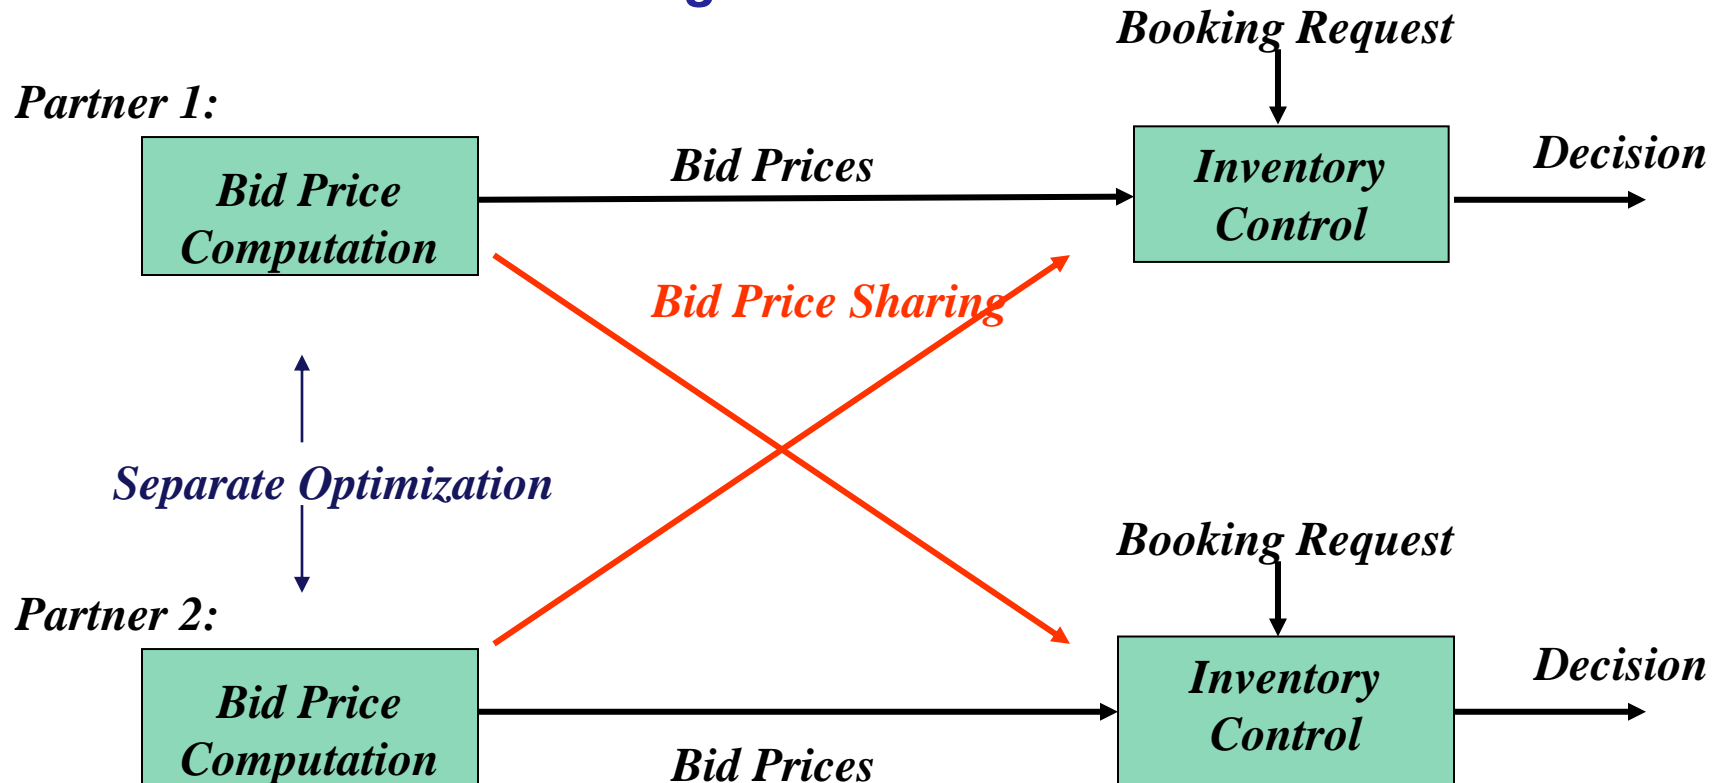 Booking Request
Partner 1:
Bid Price
Computation
Bid Prices
Inventory
Control
Decision
Bid Price Sharing
Separate Optimization
Booking Request
Partner 2:
Bid Price
Computation
Bid Prices
Inventory
Control
Decision